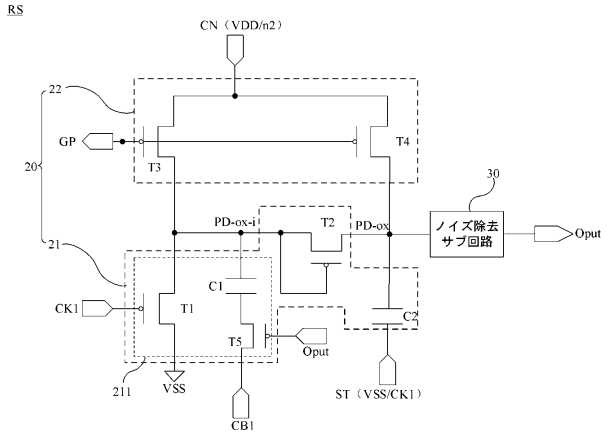 RS
CN（VDD/n2）
22
GP
T3
T4
20
30
PD-ox-i
T2
PD-ox
ノイズ除去
サブ回路
Oput
21
C1
CK1
T1
C2
T5
Oput
211
VSS
CB1
ST（VSS/CK1）